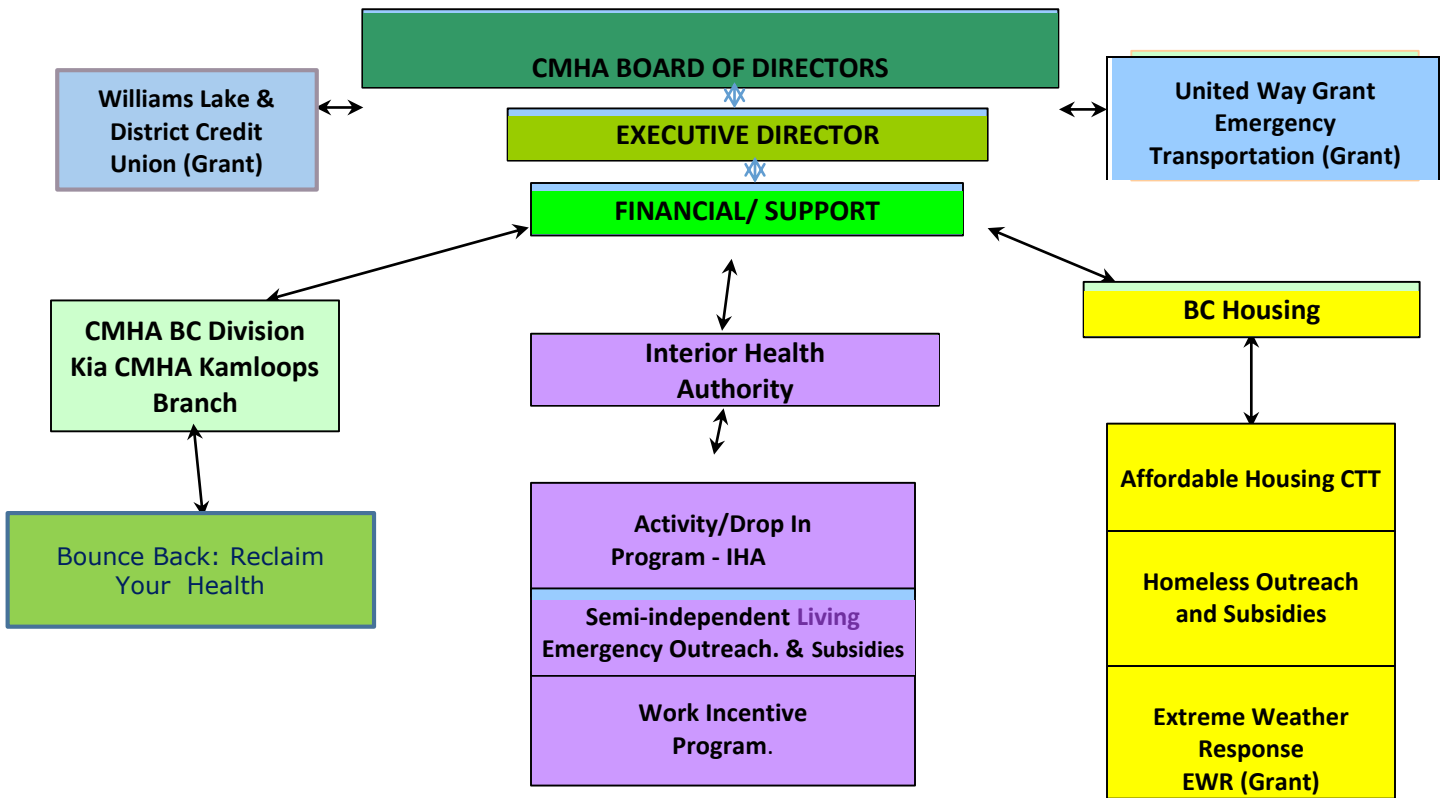 CMHA BOARD OF DIRECTORS
Williams Lake &
District Credit
Union (Grant)
United Way Grant
Emergency
Transportation (Grant)
EXECUTIVE DIRECTOR
FINANCIAL/ SUPPORT
CMHA BC Division
Kia CMHA Kamloops
Branch
Interior Health
Authority
BC Housing
Bounce Back: Reclaim
Your Health
Activity/Drop In
Program - IHA
Semi-independent Living
Emergency Outreach. & Subsidies
Work Incentive
Program.
Affordable Housing CTT
Homeless Outreach
and Subsidies
Extreme Weather
Response
EWR (Grant)